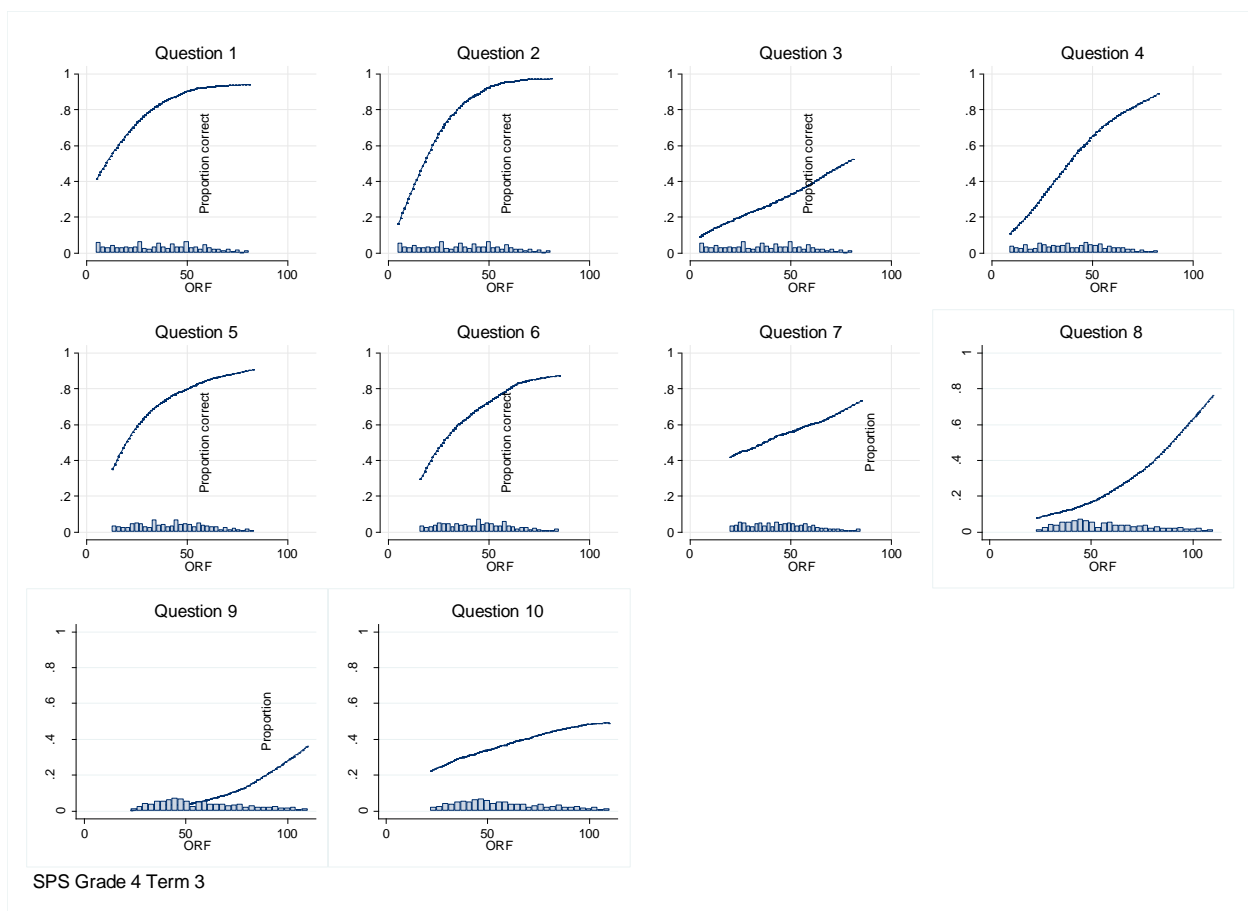 Question 1
1
.8
.6
.4
.2
0
Proportion correct
0 50 100
ORF
Question 2
1
.8
.6
.4
.2
0
Proportion correct
0 50 100
ORF
Question 3
1
.8
.6
.4
.2
0
Proportion correct
0 50 100
ORF
Question 4
1
.8
.6
.4
.2
0
0 50 100
ORF
Question 5
1
.8
.6
.4
.2
0
Proportion correct
0 50 100
ORF
Question 6
1
.8
.6
.4
.2
0
Proportion correct
0 50 100
ORF
Question 7
1
.8
.6
.4
.2
0
Proportion
0 50 100
ORF
Question 8
1
.8
.6
.4
.2
0
0 50 100
ORF
Question 9
1
.8
.6
.4
.2
0
Proportion
0 50 100
ORF
Question 10
1
.8
.6
.4
.2
0
0 50 100
ORF
SPS Grade 4 Term 3